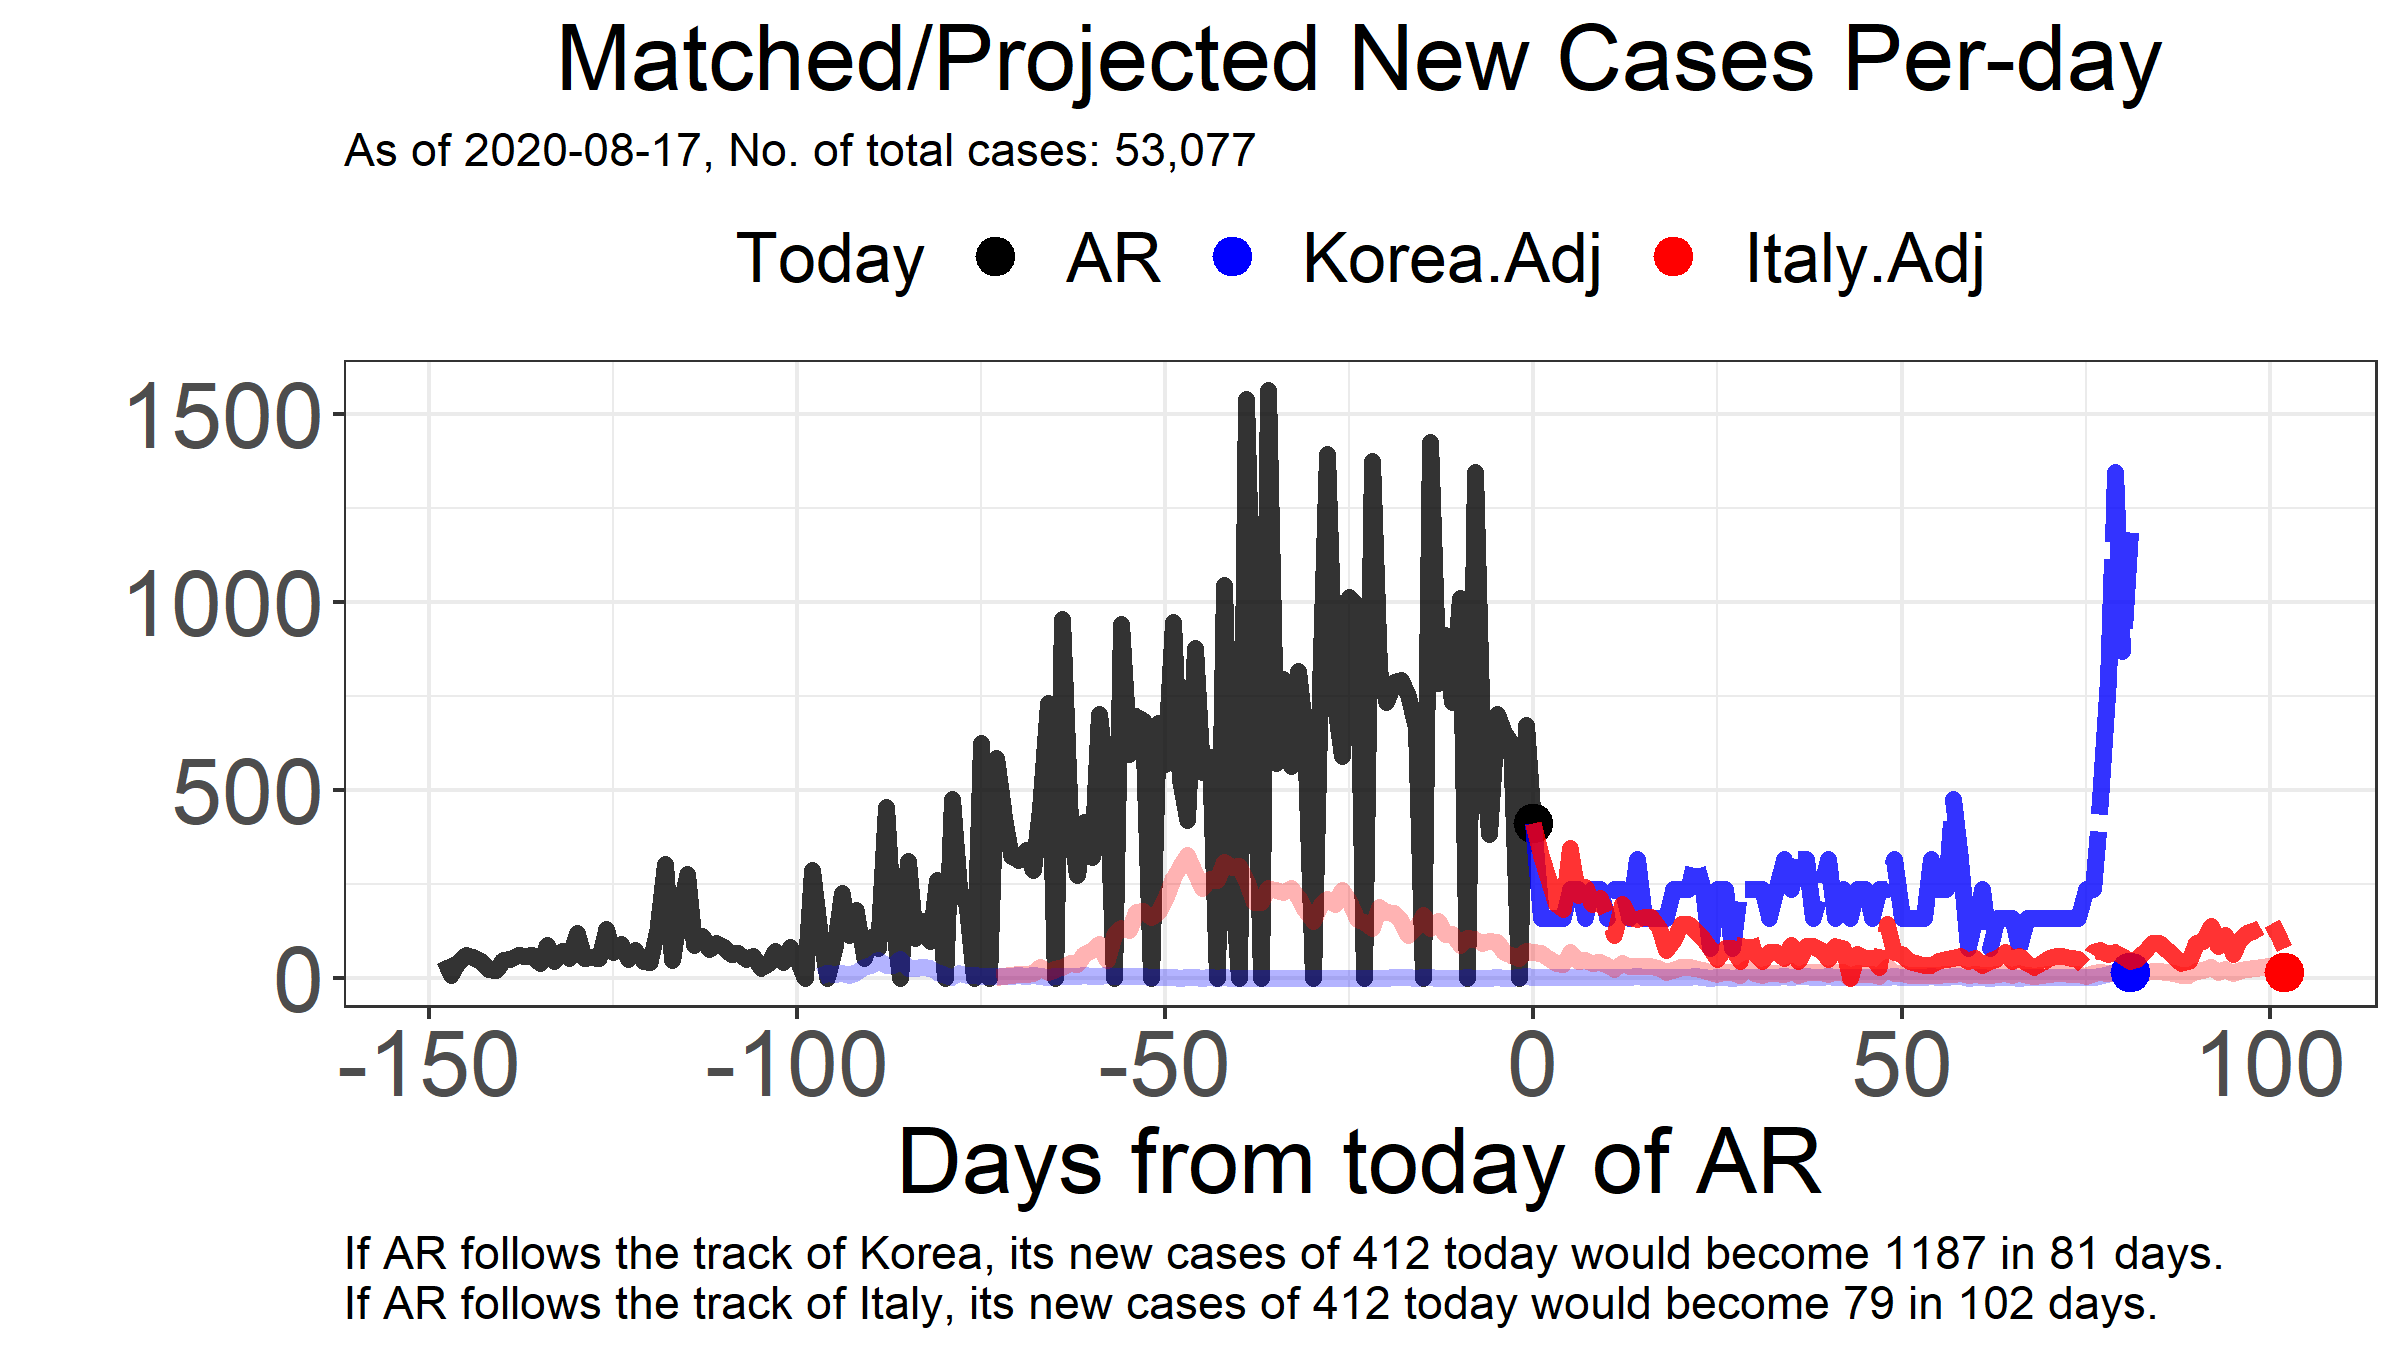 Matched/Projected New Cases Per-day
As of 2020-08-17, No. of total cases: 53,077
Today AR Korea.Adj Italy.Adj
1500
1000
500
0
-150 -100 -50 0 50 100
Days from today of AR
If AR follows the track of Korea, its new cases of 412 today would become 1187 in 81 days.
If AR follows the track of Italy, its new cases of 412 today would become 79 in 102 days.